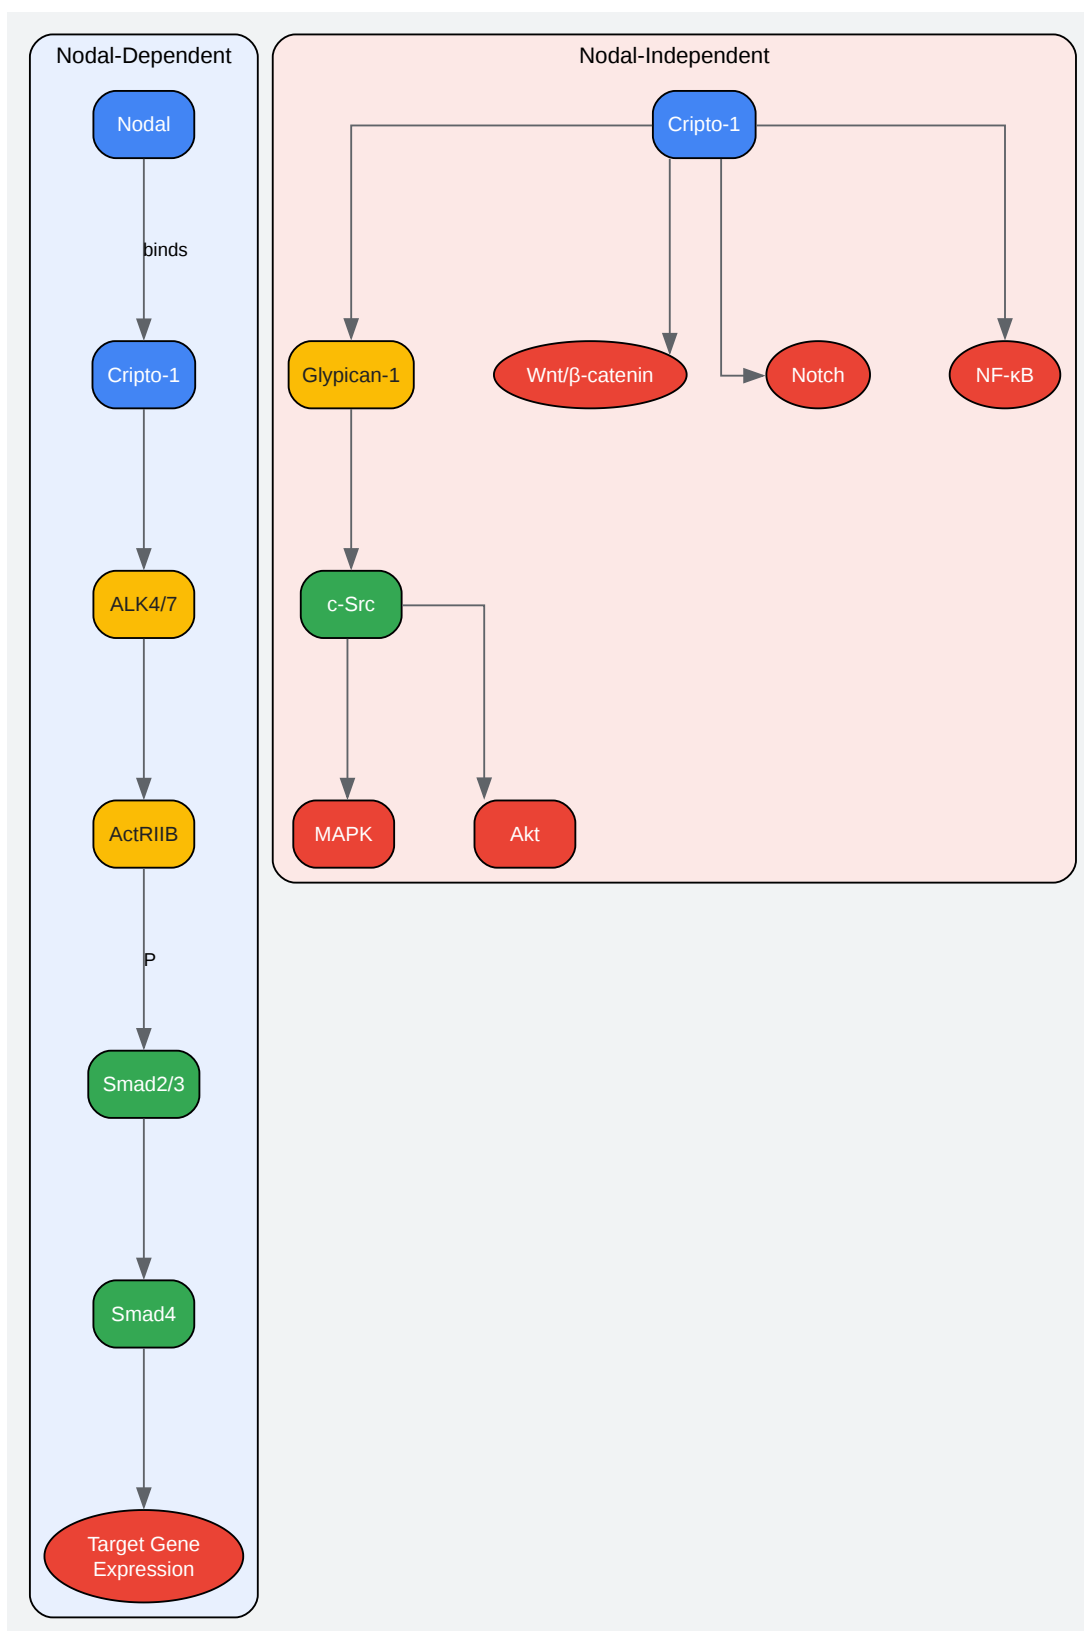 Nodal-Dependent
Nodal
binds
Cripto-1
ALK4/7
ActRIIB
P
Smad2/3
Smad4
Target Gene
Expression
Nodal-Independent
Cripto-1
Glypican-1
Wnt/β-catenin
Notch
NF-κB
c-Src
MAPK
Akt